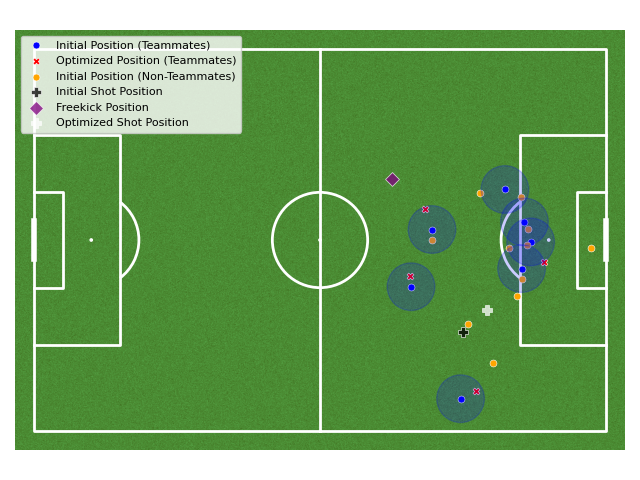 Initial Position (Teammates)
Optimized Position (Teammates)
Initial Position (Non-Teammates)
Initial Shot Position
Freekick Position
Optimized Shot Position